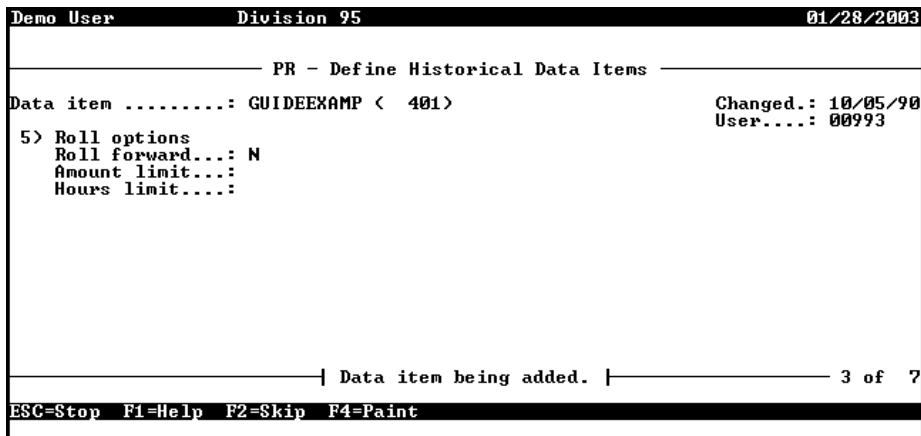 Demo User Division 95 01/28/2003
PR - Define Historical Data Items
Data item .........: GUIDEEXAMP ( 401) Changed.: 10/05/90
User....: 00993
5) Roll options
Roll forward...: N
Amount limit...:
Hours limit....:
Data item being added. 3 of 7
ESC=Stop F1=Help F2=Skip F4=Paint